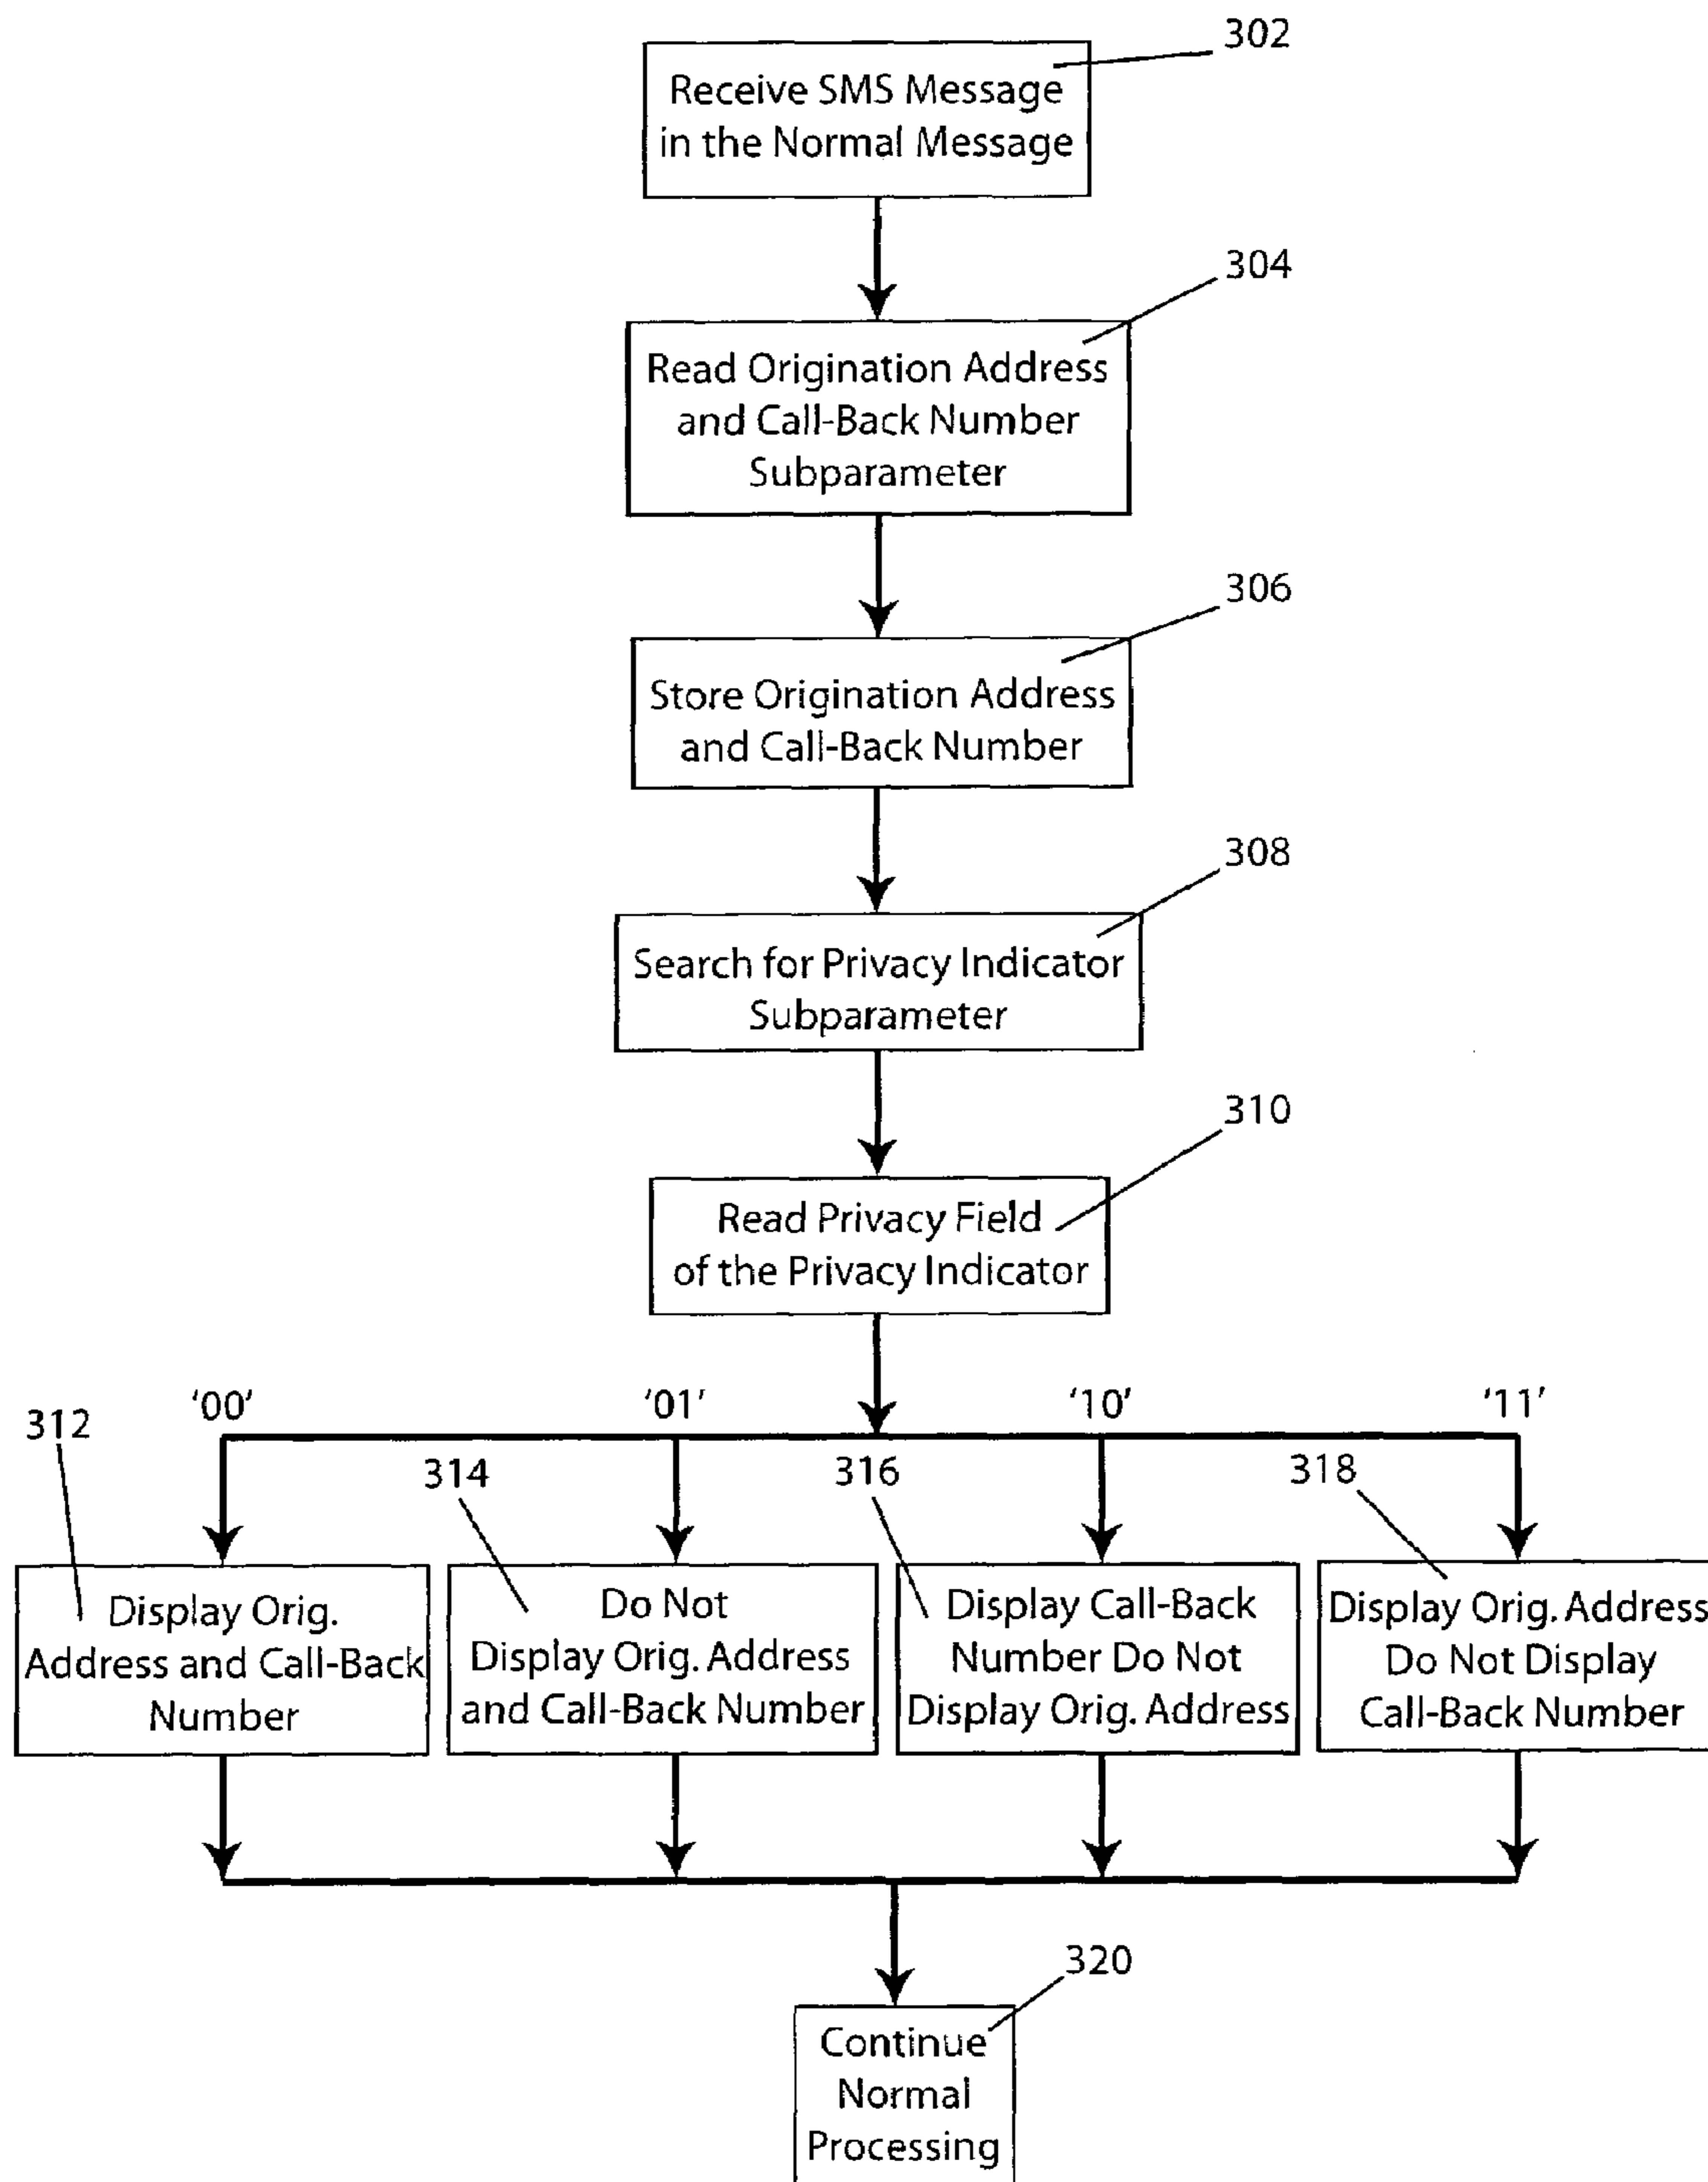 302
Receive SMS Message
in the Normal Message
304
Read Origination Address
and Call-Back Number
Subparameter
306
Store Origination Address
and Call-Back Number
308
Search for Privacy Indicator
Subparameter
310
Read Privacy Field
of the Privacy Indicator
'00'
'01'
'10'
'11'
312
314
316
318
Display Orig.
Address and Call-Back
Number
Do Not
Display Orig. Address
and Call-Back Number
Display Call-Back
Number Do Not
Display Orig. Address
Display Orig. Address
Do Not Display
Call-Back Number
320
Continue
Normal
Processing